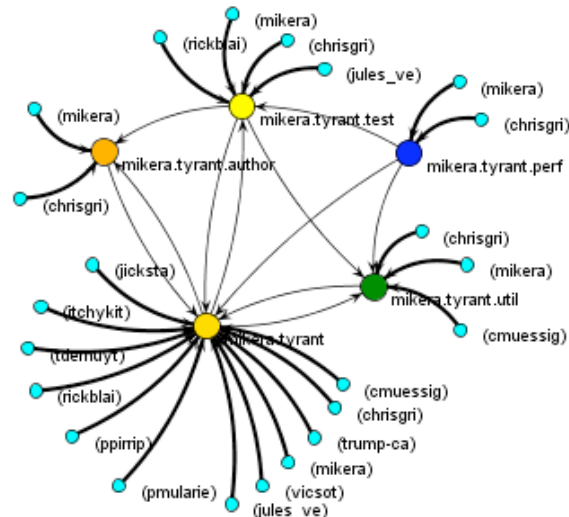 (mikera)
(rickblai)
(chrisgri)
(jules_ve)
(mikera)
(mikera)
mikera.tyrant.test
(chrisgri)
mikera.tyrant.author
mikera.tyrant.perf
(chrisgri)
(chrisgri)
(jicksta)
(mikera)
mikera.tyrant.util
(itchykit)
(cmuessig)
mikera.tyrant
(tdemuyt)
(cmuessig)
(rickblai)
(chrisgri)
(ppirrip)
(trump-ca)
(mikera)
(pmularie)
(vicsot)
(jules_ve)